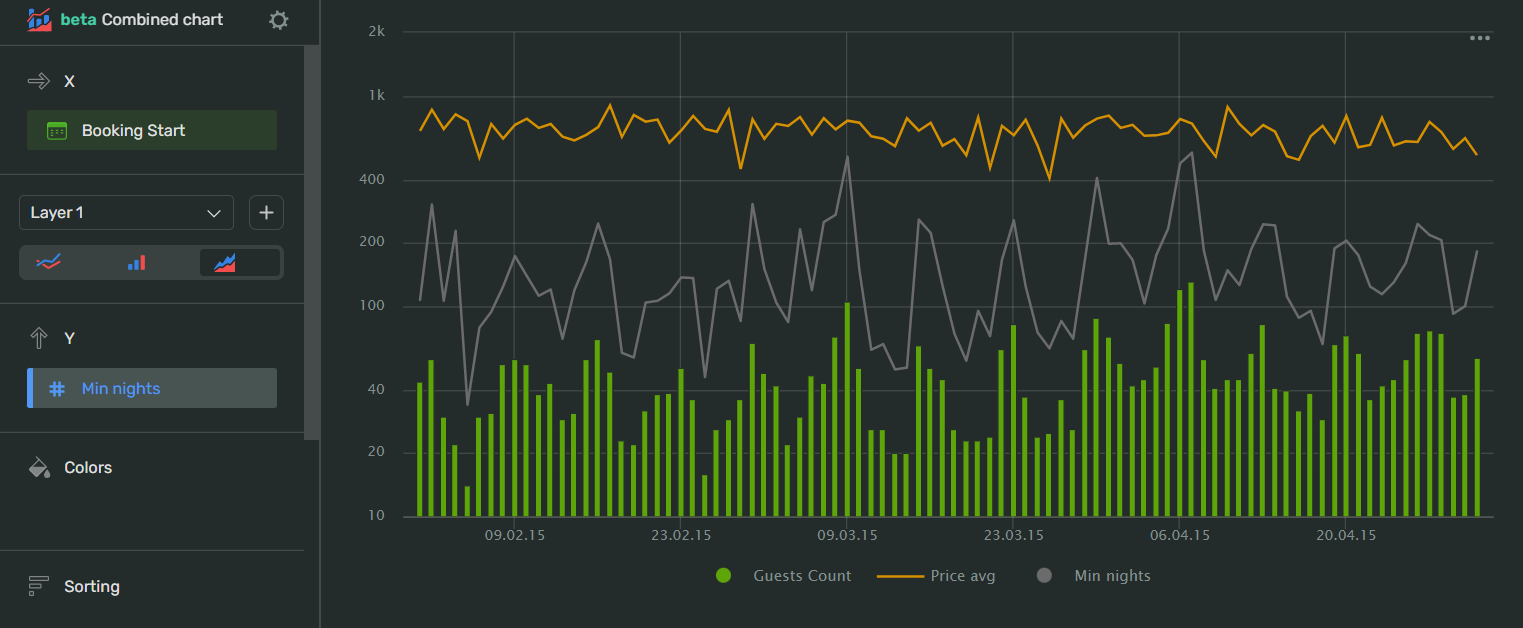 beta Combined chart
X
Booking Start
Layer 1
Y
Min nights
Colors
Sorting
2k
1k
400
200
100
40
20
10
09.02.15 23.02.15 09.03.15 23.03.15 06.04.15 20.04.15
Guests Count Price avg Min nights